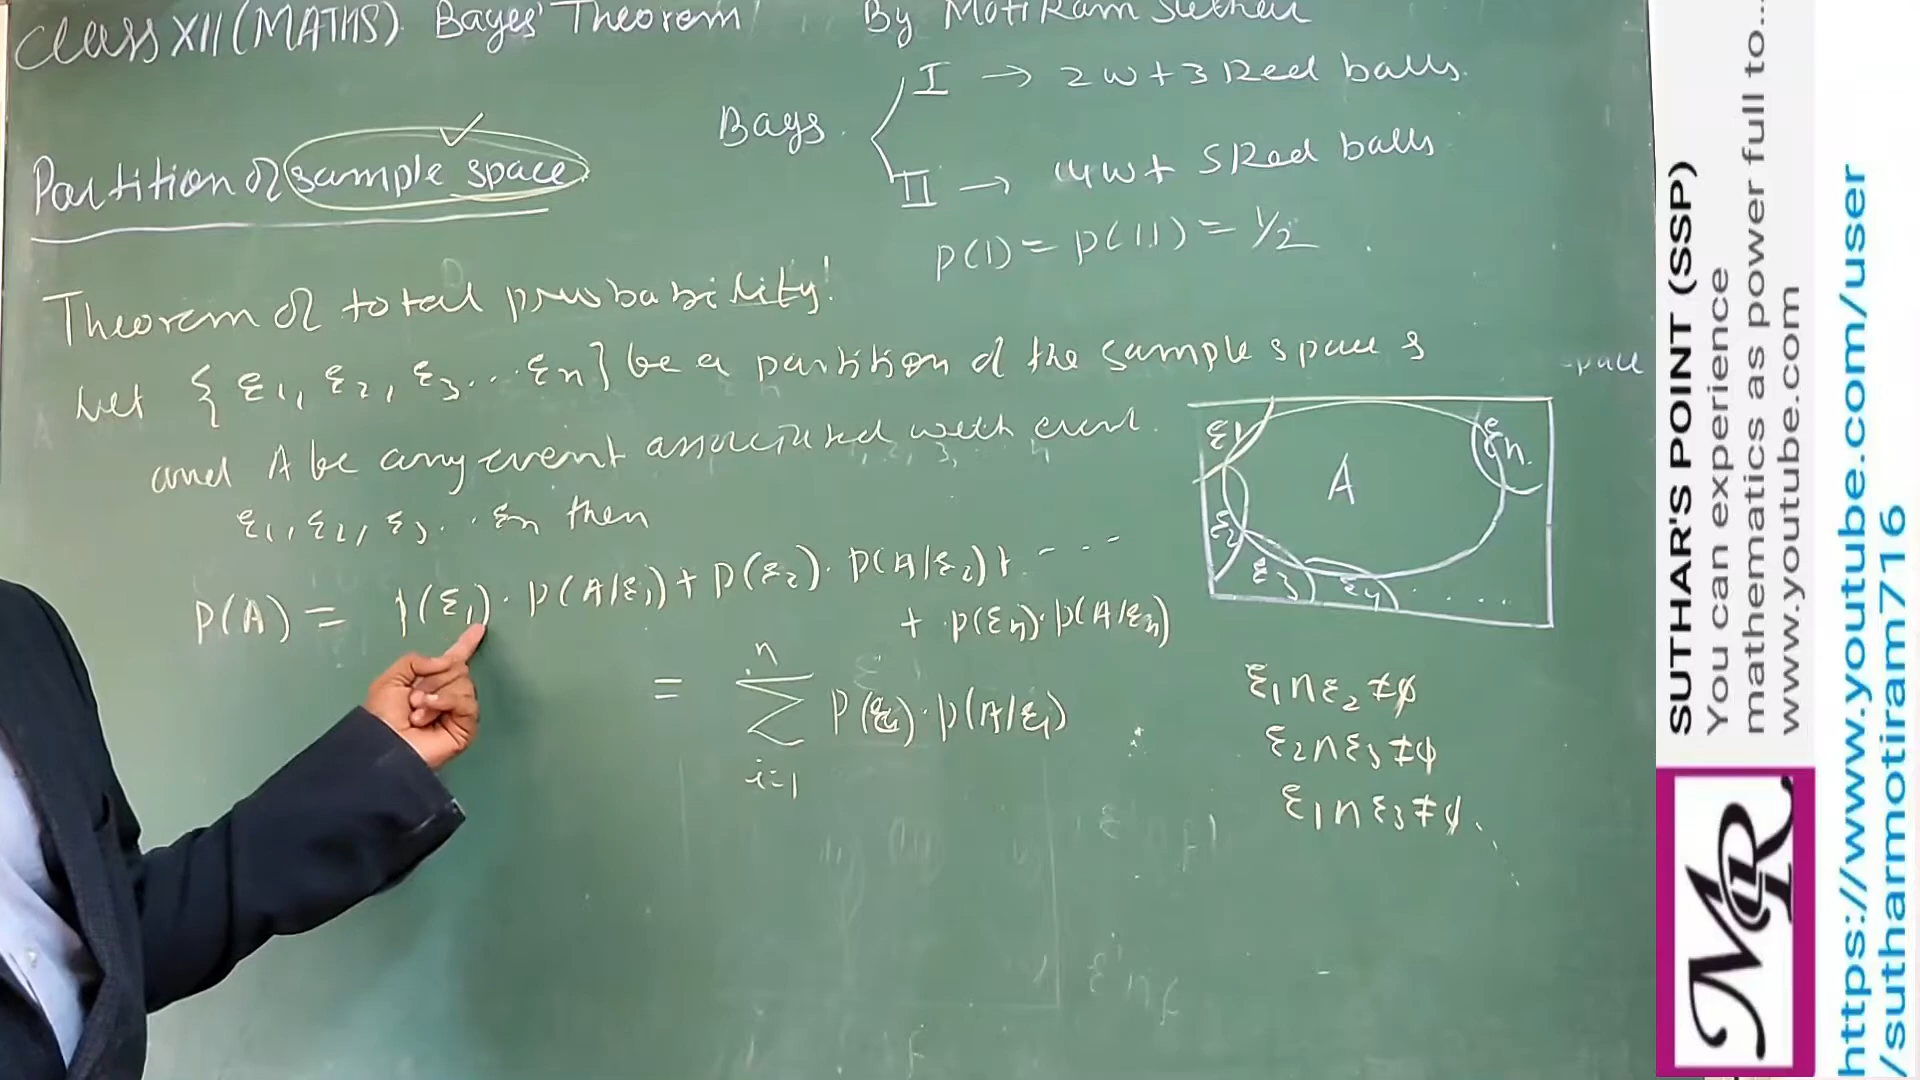 Class XII (MATHS). Bayes' Theorem By Moti Ram Suthar
Partition of sample space
Bags
I → 2W + 3 Red balls.
II → 4W + 5 Red balls
P(I) = P(II) = 1/2
Theorem of total probability!
Let {E1, E2, E3... En} be a partition of the sample space S
and A be any event associated with event.
E1, E2, E3.. En then
P(A) = P(E1)·P(A/E1) + P(E2)·P(A/E2) + - - --
+ P(En)·P(A/En)
= n∑i=1 P(Ei)·P(A/Ei)
E1
En.
A
E2
E3
E4
.....
E1∩E2≠φ
E2∩E3≠φ
E1∩E3≠φ.
-pace
SUTHAR'S POINT (SSP)
You can experience
mathematics as power full to...
www.youtube.com
MR
https://www.youtube.com/user
/sutharmotiram716